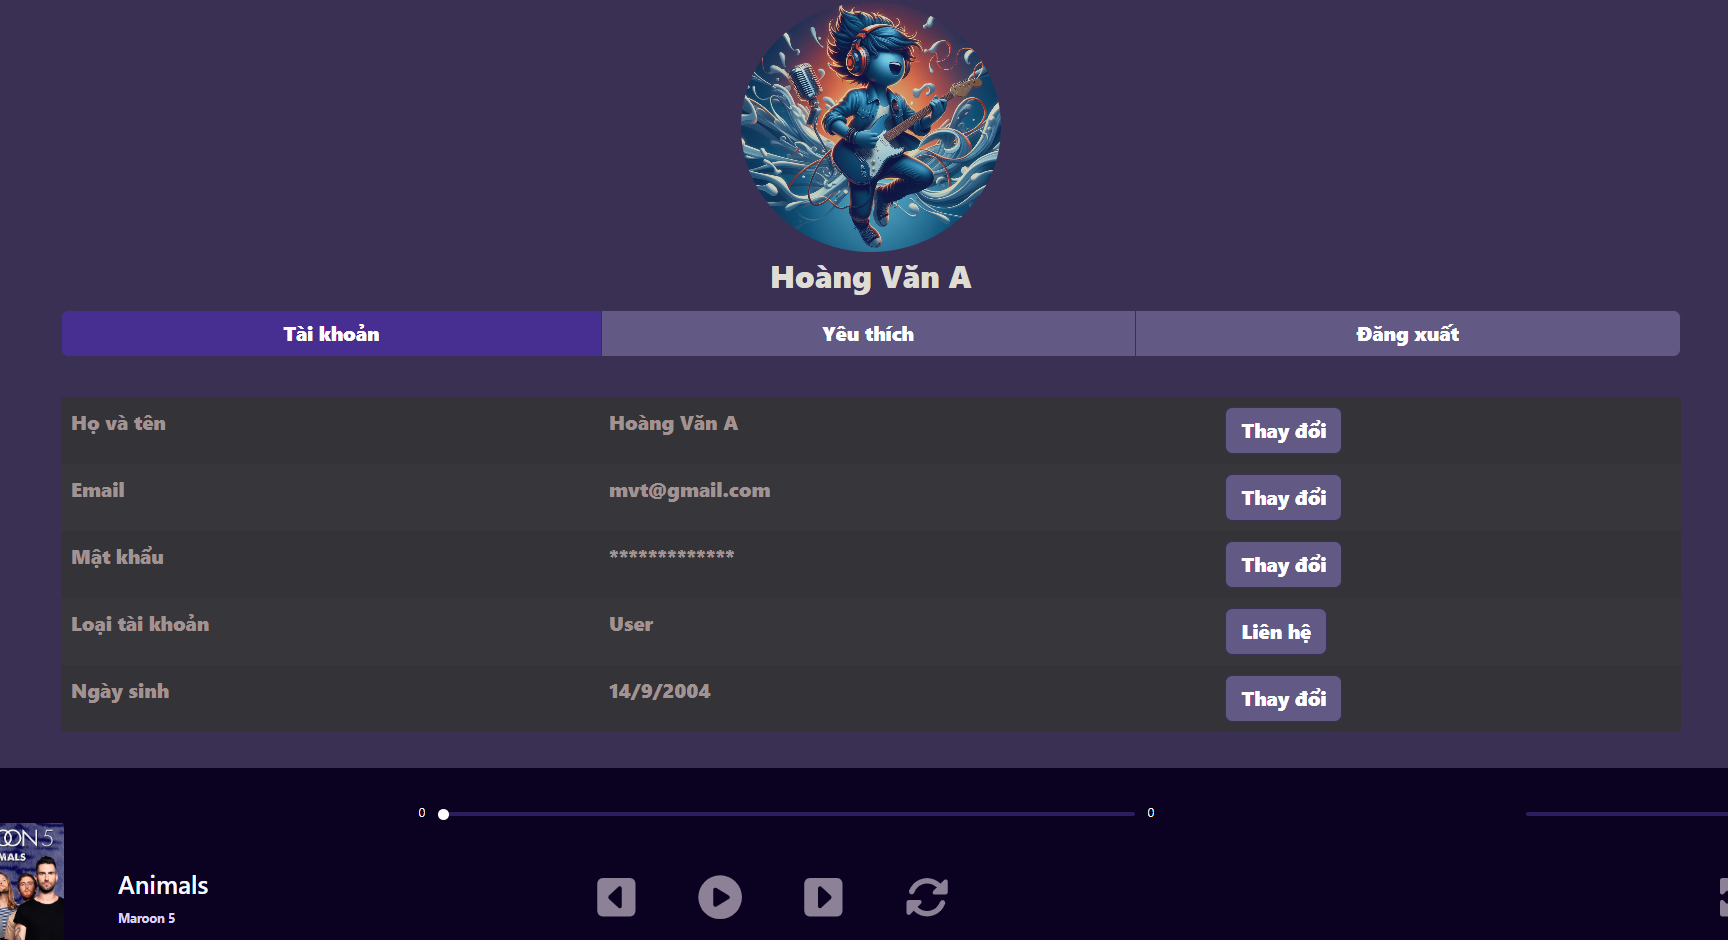 Hoàng Văn A
Tài khoản Yêu thích Đăng xuất
Họ và tên Hoàng Văn A Thay đổi
Email mvt@gmail.com Thay đổi
Mật khẩu ************* Thay đổi
Loại tài khoản User Liên hệ
Ngày sinh 14/9/2004 Thay đổi
0 0
OON 5
MALS
Animals
Maroon 5